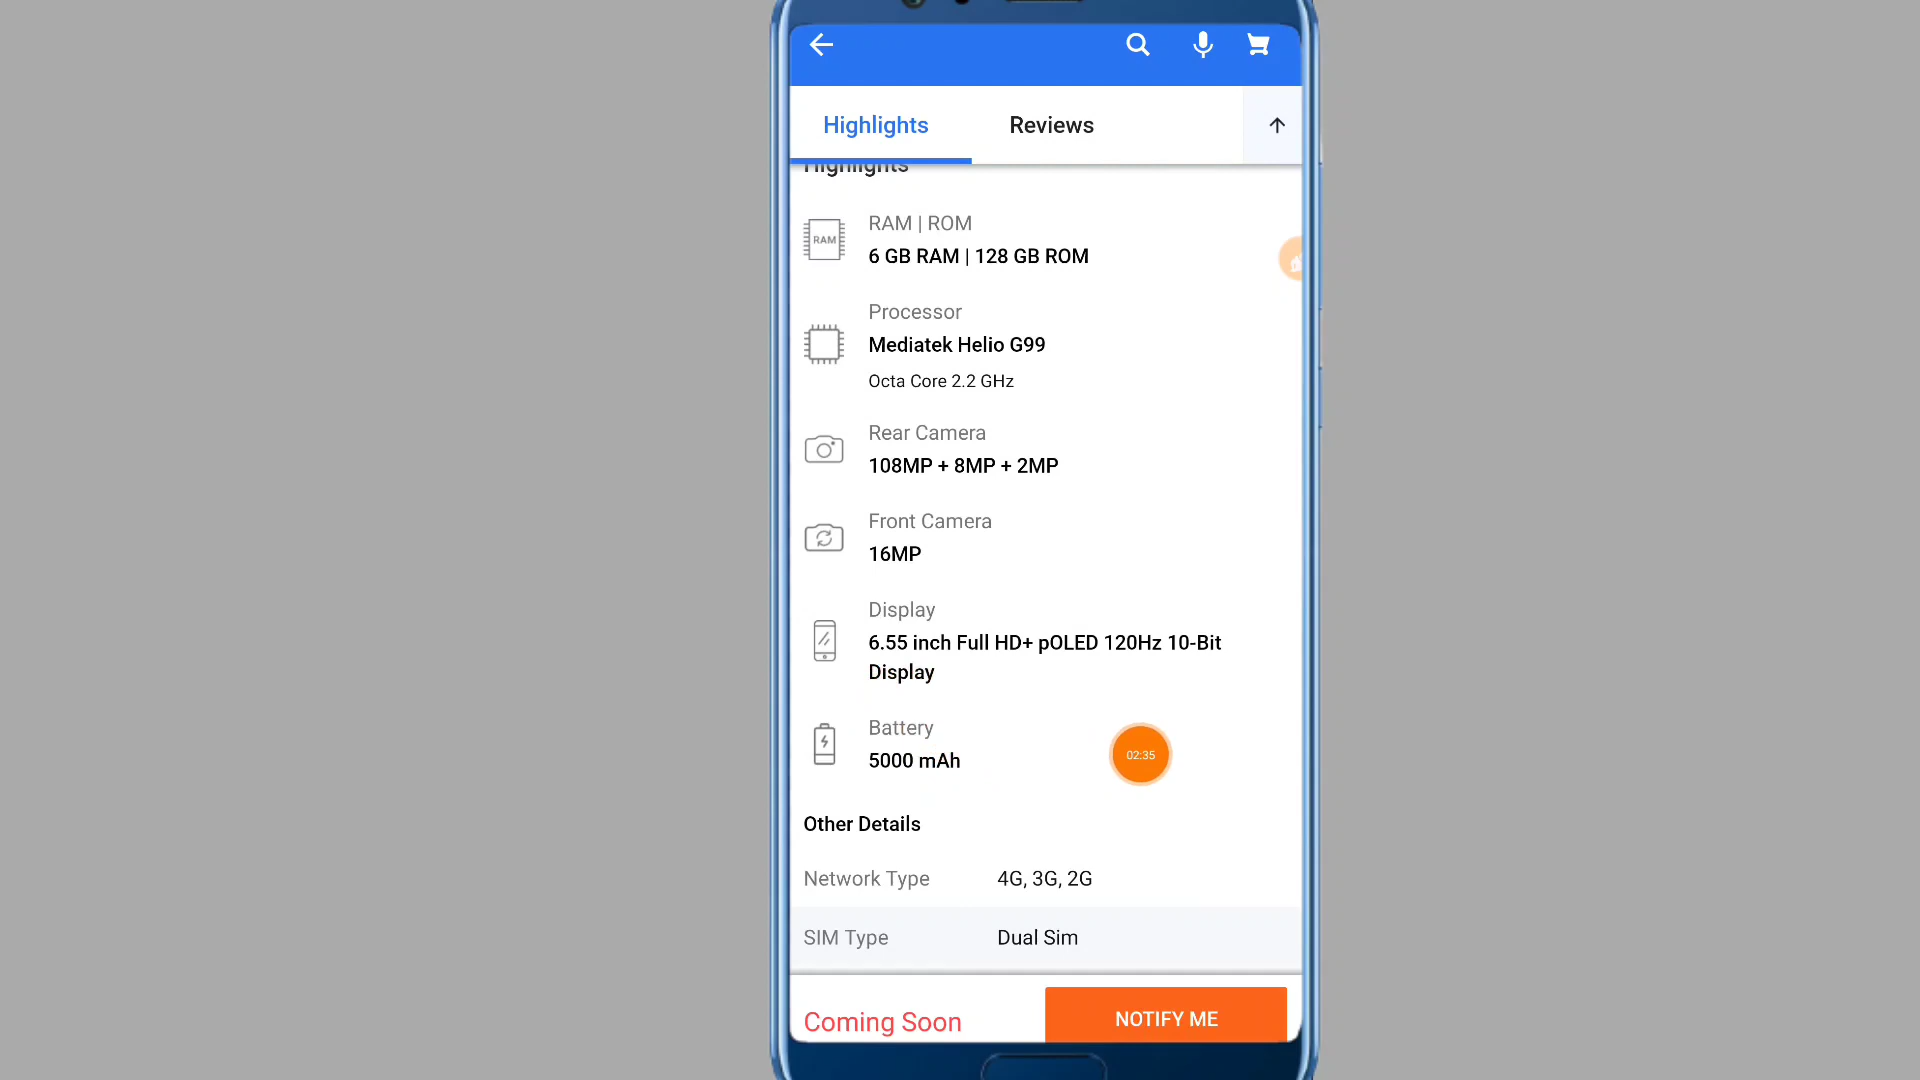 Highlights
Reviews
Highlights
RAM
RAM | ROM
6 GB RAM | 128 GB ROM
Processor
Mediatek Helio G99
Octa Core 2.2 GHz
Rear Camera
108MP + 8MP + 2MP
Front Camera
16MP
Display
6.55 inch Full HD+ pOLED 120Hz 10-Bit
Display
Battery
5000 mAh
02:35
Other Details
Network Type 4G, 3G, 2G
SIM Type Dual Sim
Coming Soon
NOTIFY ME